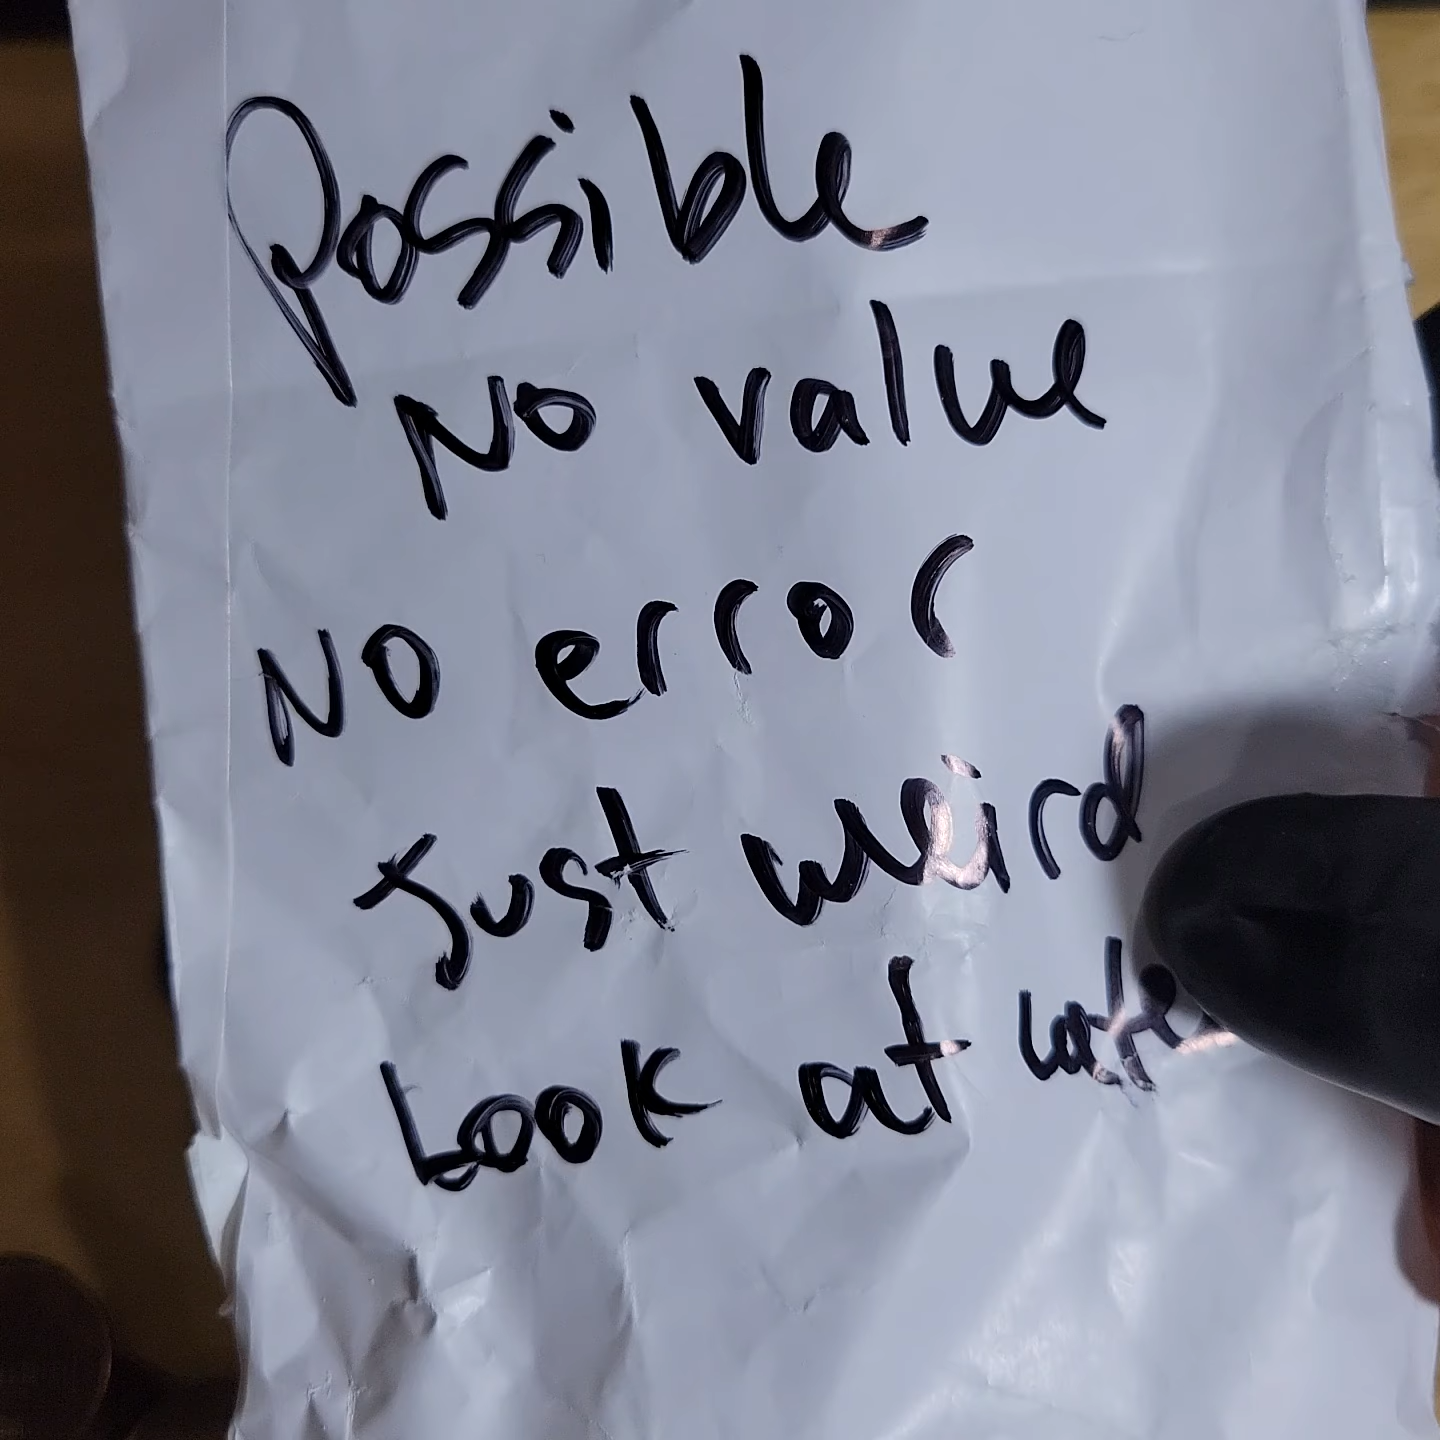 Possible
No value
No error
Just weird
Look at